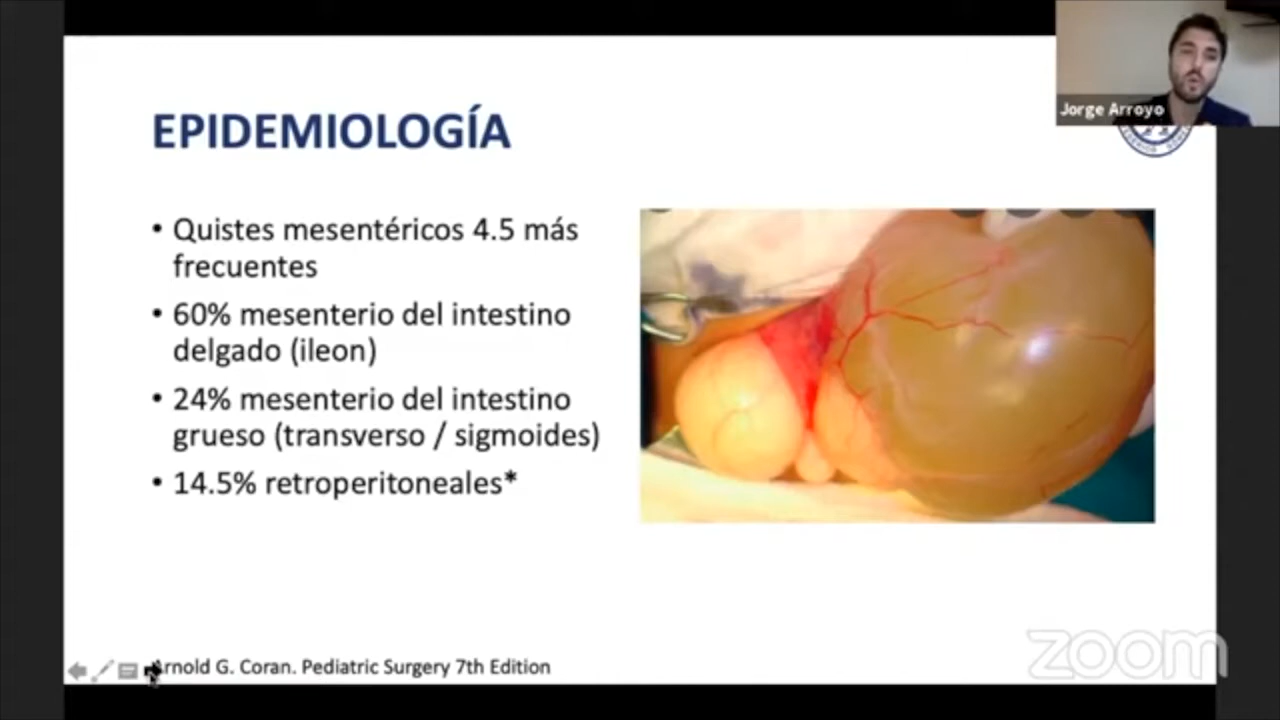 Jorge Arroyo
EPIDEMIOLOGÍA
• Quistes mesentéricos 4.5 más
frecuentes
• 60% mesenterio del intestino
delgado (ileon)
• 24% mesenterio del intestino
grueso (transverso / sigmoides)
• 14.5% retroperitoneales*
Arnold G. Coran. Pediatric Surgery 7th Edition
zoom